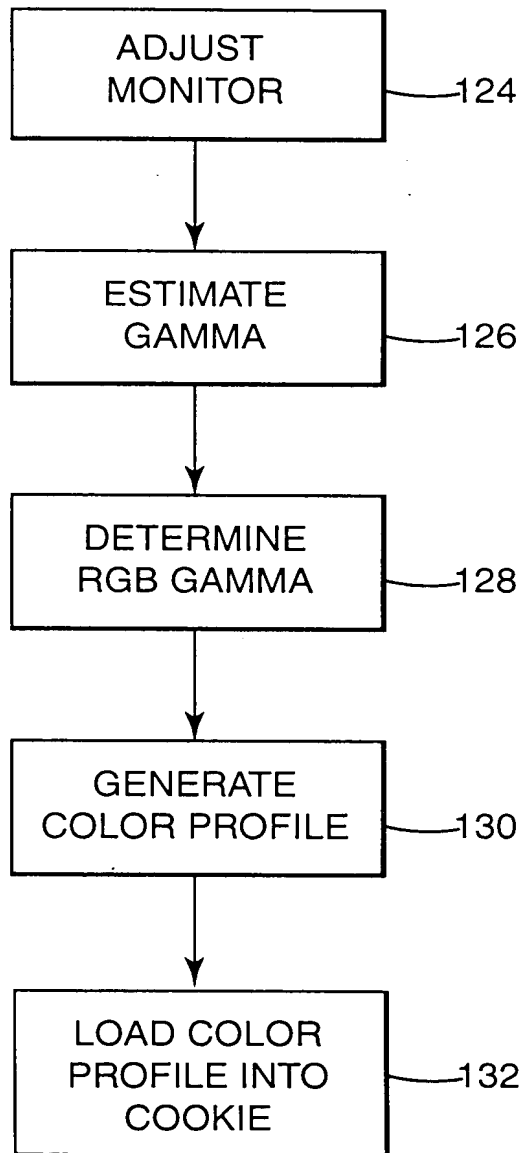 ADJUST
MONITOR
124
ESTIMATE
GAMMA
126
DETERMINE
RGB GAMMA
128
GENERATE
COLOR PROFILE
130
LOAD COLOR
PROFILE INTO
COOKIE
132